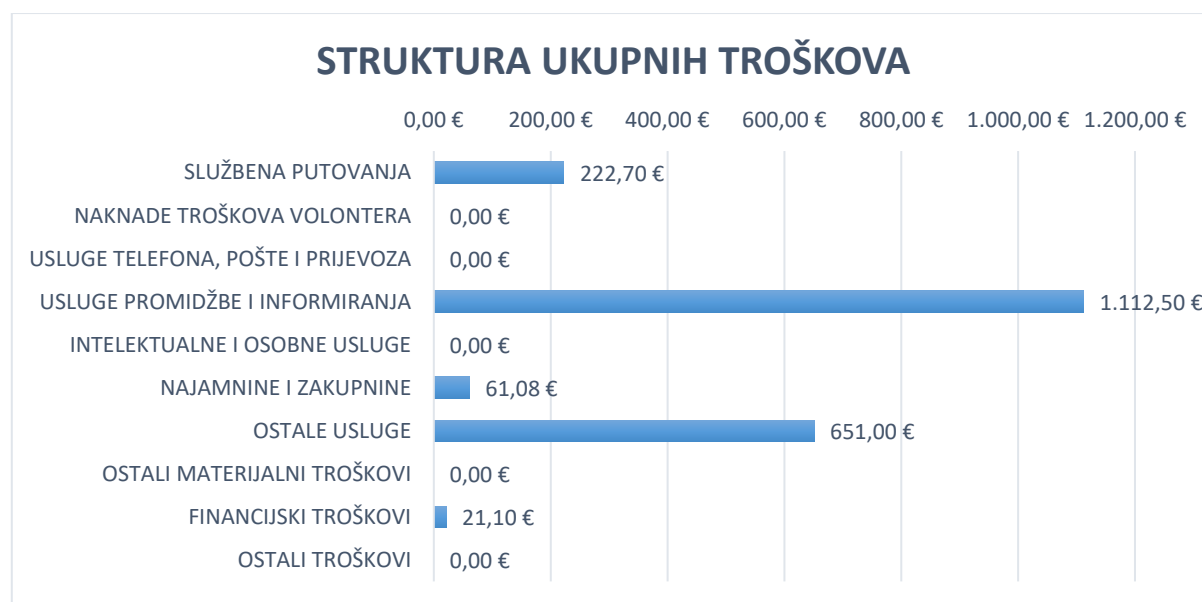 STRUKTURA UKUPNIH TROŠKOVA
0,00 € 200,00 € 400,00 € 600,00 € 800,00 € 1.000,00 € 1.200,00 €
SLUŽBENA PUTOVANJA 222,70 €
NAKNADE TROŠKOVA VOLONTERA 0,00 €
USLUGE TELEFONA, POŠTE I PRIJEVOZA 0,00 €
USLUGE PROMIDŽBE I INFORMIRANJA 1.112,50 €
INTELEKTUALNE I OSOBNE USLUGE 0,00 €
NAJAMNINE I ZAKUPNINE 61,08 €
OSTALE USLUGE 651,00 €
OSTALI MATERIJALNI TROŠKOVI 0,00 €
FINANCIJSKI TROŠKOVI 21,10 €
OSTALI TROŠKOVI 0,00 €